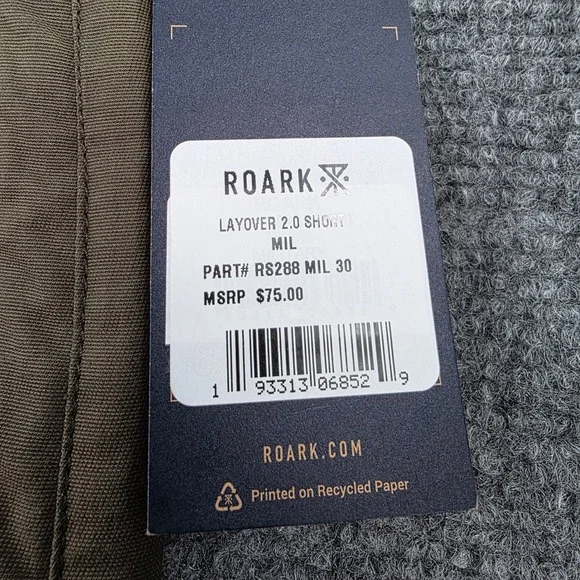 ROARK
LAYOVER 2.0 SHORT
MIL
PART# RS288 MIL 30
MSRP $75.00
1 93313 06852 9
ROARK.COM
Printed on Recycled Paper